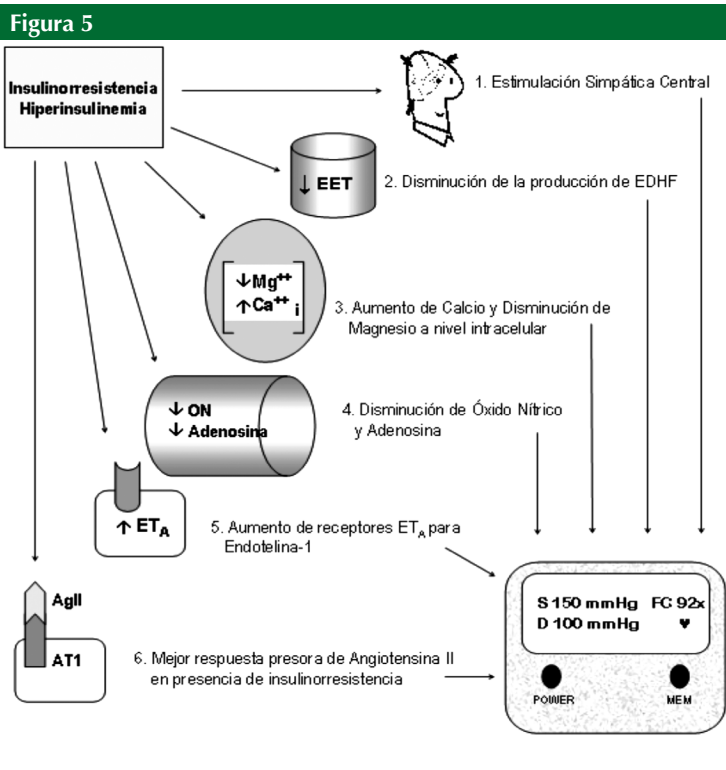 Figura 5
Insulinorresistencia
Hiperinsulinemia
1. Estimulación Simpática Central
↓ EET
2. Disminución de la producción de EDHF
↓Mg++
↑Ca++ i
3. Aumento de Calcio y Disminución de
Magnesio a nivel intracelular
↓ ON
↓ Adenosina
4. Disminución de Óxido Nítrico
y Adenosina
↑ ETA
5. Aumento de receptores ETA para
Endotelina-1
AgII
AT1
6. Mejor respuesta presora de Angiotensina II
en presencia de insulinorresistencia
S 150 mmHg FC 92x
D 100 mmHg ♥
POWER MEM